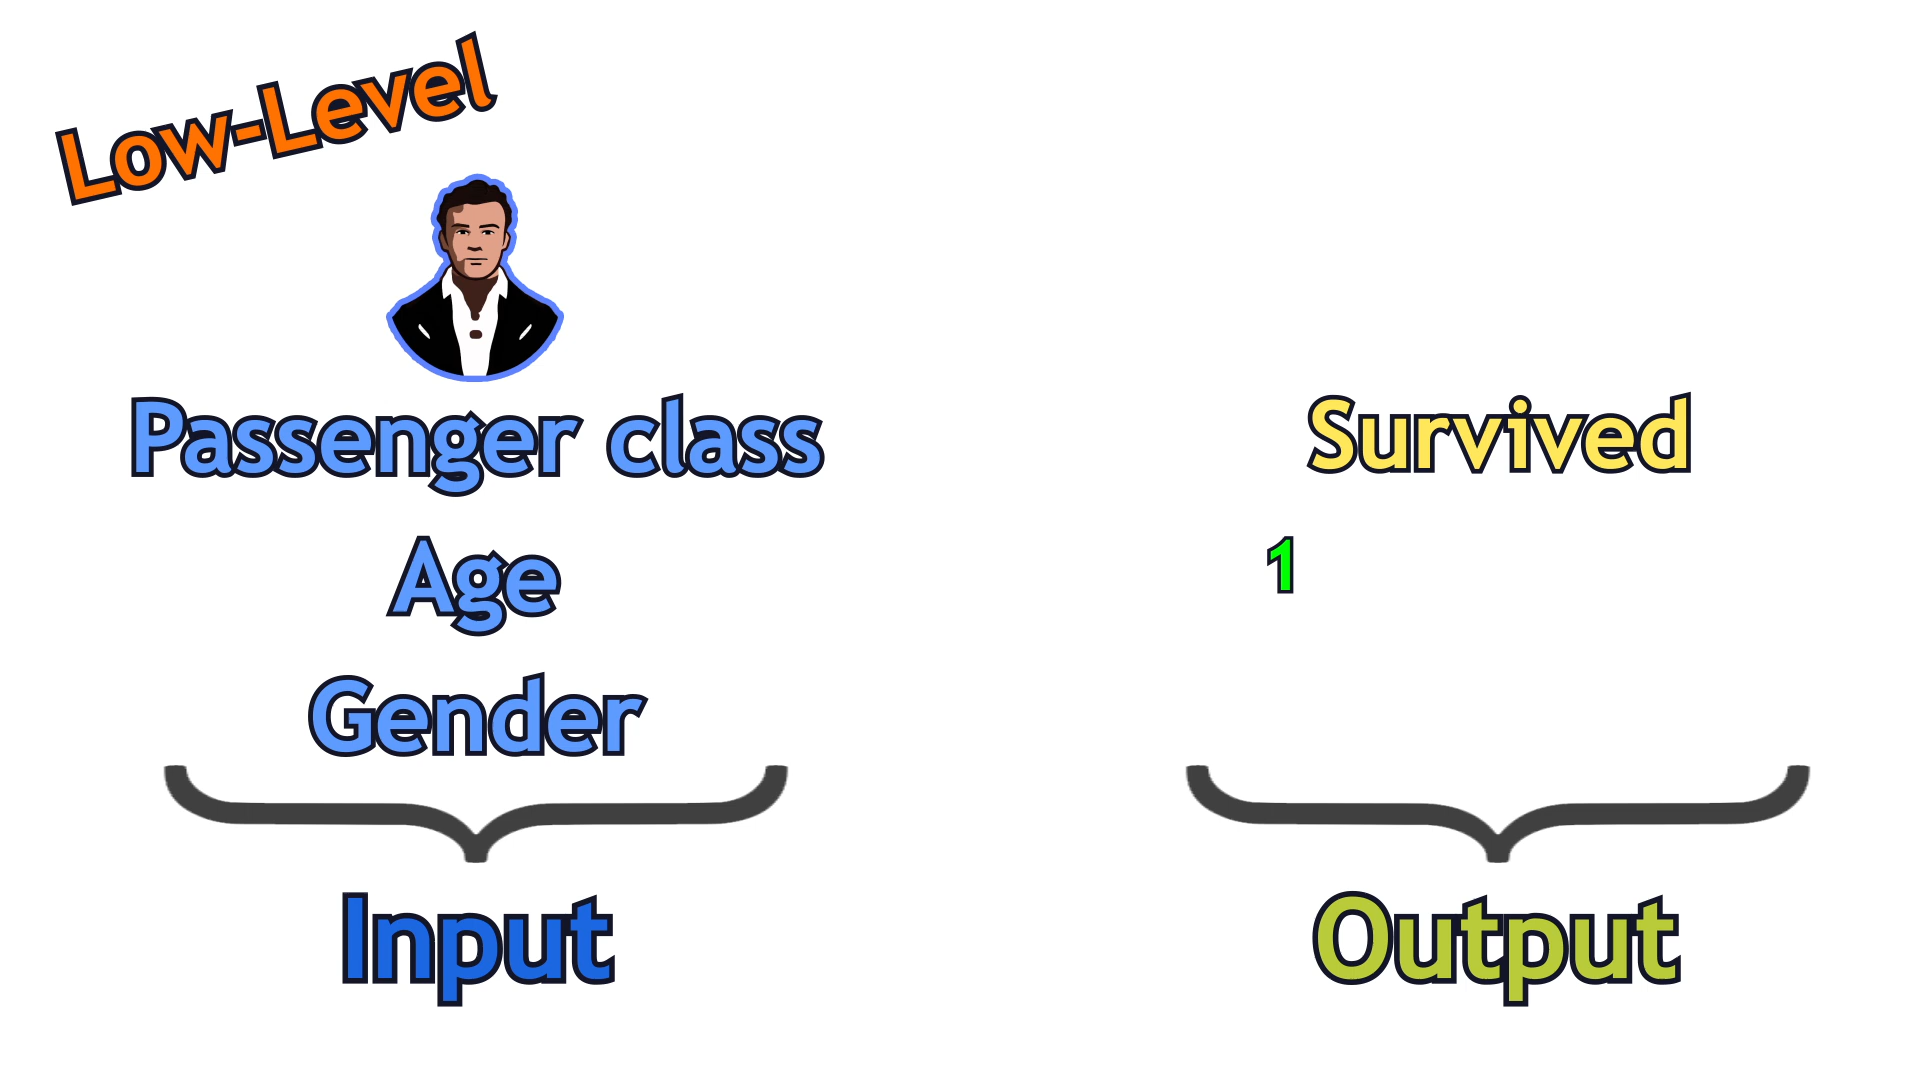 Low-Level
Passenger class
Age
Gender
Input
Survived
1
Output